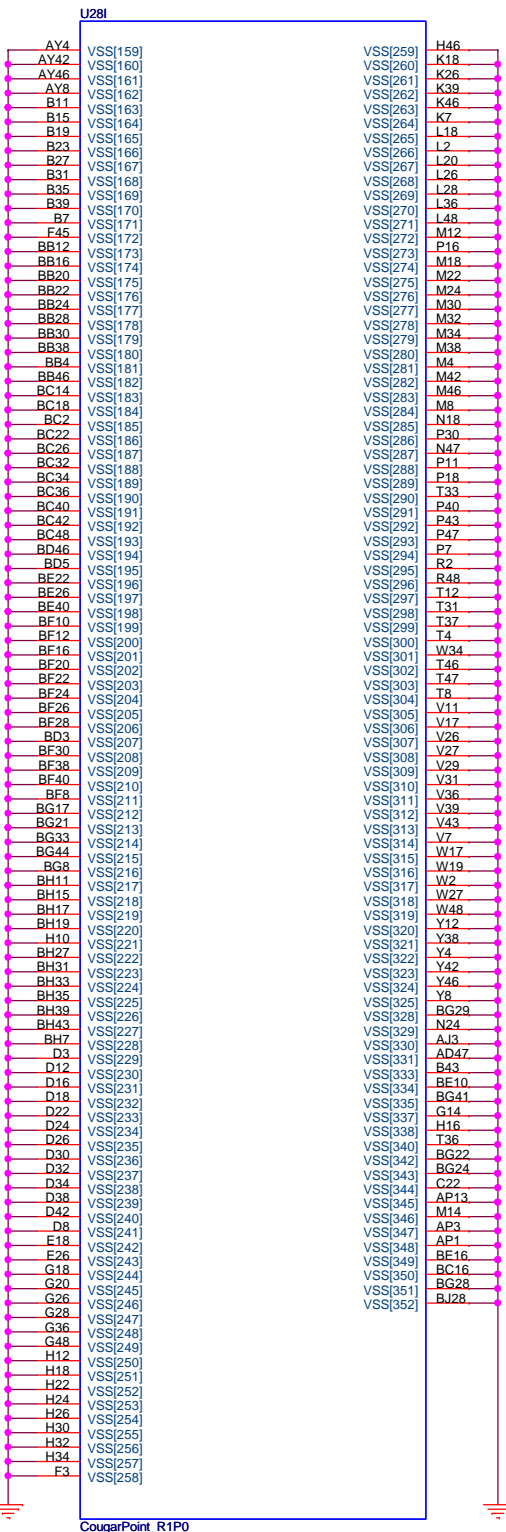 U28I
AY4 VSS[159]
AY42 VSS[160]
AY46 VSS[161]
AY8 VSS[162]
B11 VSS[163]
B15 VSS[164]
B19 VSS[165]
B23 VSS[166]
B27 VSS[167]
B31 VSS[168]
B35 VSS[169]
B39 VSS[170]
B7 VSS[171]
F45 VSS[172]
BB12 VSS[173]
BB16 VSS[174]
BB20 VSS[175]
BB22 VSS[176]
BB24 VSS[177]
BB28 VSS[178]
BB30 VSS[179]
BB38 VSS[180]
BB4 VSS[181]
BB46 VSS[182]
BC14 VSS[183]
BC18 VSS[184]
BC2 VSS[185]
BC22 VSS[186]
BC26 VSS[187]
BC32 VSS[188]
BC34 VSS[189]
BC36 VSS[190]
BC40 VSS[191]
BC42 VSS[192]
BC48 VSS[193]
BD46 VSS[194]
BD5 VSS[195]
BE22 VSS[196]
BE26 VSS[197]
BE40 VSS[198]
BF10 VSS[199]
BF12 VSS[200]
BF16 VSS[201]
BF20 VSS[202]
BF22 VSS[203]
BF24 VSS[204]
BF26 VSS[205]
BF28 VSS[206]
BD3 VSS[207]
BF30 VSS[208]
BF38 VSS[209]
BF40 VSS[210]
BF8 VSS[211]
BG17 VSS[212]
BG21 VSS[213]
BG33 VSS[214]
BG44 VSS[215]
BG8 VSS[216]
BH11 VSS[217]
BH15 VSS[218]
BH17 VSS[219]
BH19 VSS[220]
H10 VSS[221]
BH27 VSS[222]
BH31 VSS[223]
BH33 VSS[224]
BH35 VSS[225]
BH39 VSS[226]
BH43 VSS[227]
BH7 VSS[228]
D3 VSS[229]
D12 VSS[230]
D16 VSS[231]
D18 VSS[232]
D22 VSS[233]
D24 VSS[234]
D26 VSS[235]
D30 VSS[236]
D32 VSS[237]
D34 VSS[238]
D38 VSS[239]
D42 VSS[240]
D8 VSS[241]
E18 VSS[242]
E26 VSS[243]
G18 VSS[244]
G20 VSS[245]
G26 VSS[246]
G28 VSS[247]
G36 VSS[248]
G48 VSS[249]
H12 VSS[250]
H18 VSS[251]
H22 VSS[252]
H24 VSS[253]
H26 VSS[254]
H30 VSS[255]
H32 VSS[256]
H34 VSS[257]
F3 VSS[258]
VSS[259] H46
VSS[260] K18
VSS[261] K26
VSS[262] K39
VSS[263] K46
VSS[264] K7
VSS[265] L18
VSS[266] L2
VSS[267] L20
VSS[268] L26
VSS[269] L28
VSS[270] L36
VSS[271] L48
VSS[272] M12
VSS[273] P16
VSS[274] M18
VSS[275] M22
VSS[276] M24
VSS[277] M30
VSS[278] M32
VSS[279] M34
VSS[280] M38
VSS[281] M4
VSS[282] M42
VSS[283] M46
VSS[284] M8
VSS[285] N18
VSS[286] P30
VSS[287] N47
VSS[288] P11
VSS[289] P18
VSS[290] T33
VSS[291] P40
VSS[292] P43
VSS[293] P47
VSS[294] P7
VSS[295] R2
VSS[296] R48
VSS[297] T12
VSS[298] T31
VSS[299] T37
VSS[300] T4
VSS[301] W34
VSS[302] T46
VSS[303] T47
VSS[304] T8
VSS[305] V11
VSS[306] V17
VSS[307] V26
VSS[308] V27
VSS[309] V29
VSS[310] V31
VSS[311] V36
VSS[312] V39
VSS[313] V43
VSS[314] V7
VSS[315] W17
VSS[316] W19
VSS[317] W2
VSS[318] W27
VSS[319] W48
VSS[320] Y12
VSS[321] Y38
VSS[322] Y4
VSS[323] Y42
VSS[324] Y46
VSS[325] Y8
VSS[328] BG29
VSS[329] N24
VSS[330] AJ3
VSS[331] AD47
VSS[333] B43
VSS[334] BE10
VSS[335] BG41
VSS[337] G14
VSS[338] H16
VSS[340] T36
VSS[342] BG22
VSS[343] BG24
VSS[344] C22
VSS[345] AP13
VSS[346] M14
VSS[347] AP3
VSS[348] AP1
VSS[349] BE16
VSS[350] BC16
VSS[351] BG28
VSS[352] BJ28
CougarPoint_R1P0